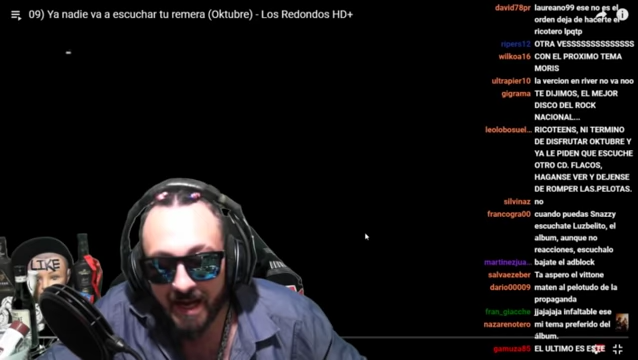 09) Ya nadie va a escuchar tu remera (Oktubre) - Los Redondos HD+
david78pr laureano99 ese no es el
orden deja de hacerte el
ricotero lpqtp
ripers12 OTRA VESSSSSSSSSSSSSS
wilkoa16 CON EL PROXIMO TEMA
MORIS
ultrapier10 la vercion en river no va noo
gigrama TE DIJIMOS, EL MEJOR
DISCO DEL ROCK
NACIONAL...
leolobosuel... RICOTEENS, NI TERMINO
DE DISFRUTAR OKTUBRE Y
YA LE PIDEN QUE ESCUCHE
OTRO CD. FLACOS,
HAGANSE VER Y DEJENSE
DE ROMPER LAS.PELOTAS.
silvinaz no
francogra00 cuando puedas Snazzy
escuchate Luzbelito, el
album, aunque no
reacciones, escuchalo
martinezjua... bajate el adblock
salvaezeber Ta aspero el vittone
dario00009 maten al pelotudo de la
propaganda
fran_giacche jjajajaja infaltable ese
nazarenotero mi tema preferido del
álbum.
gamuza85 EL ULTIMO ES ESTE
LIKE